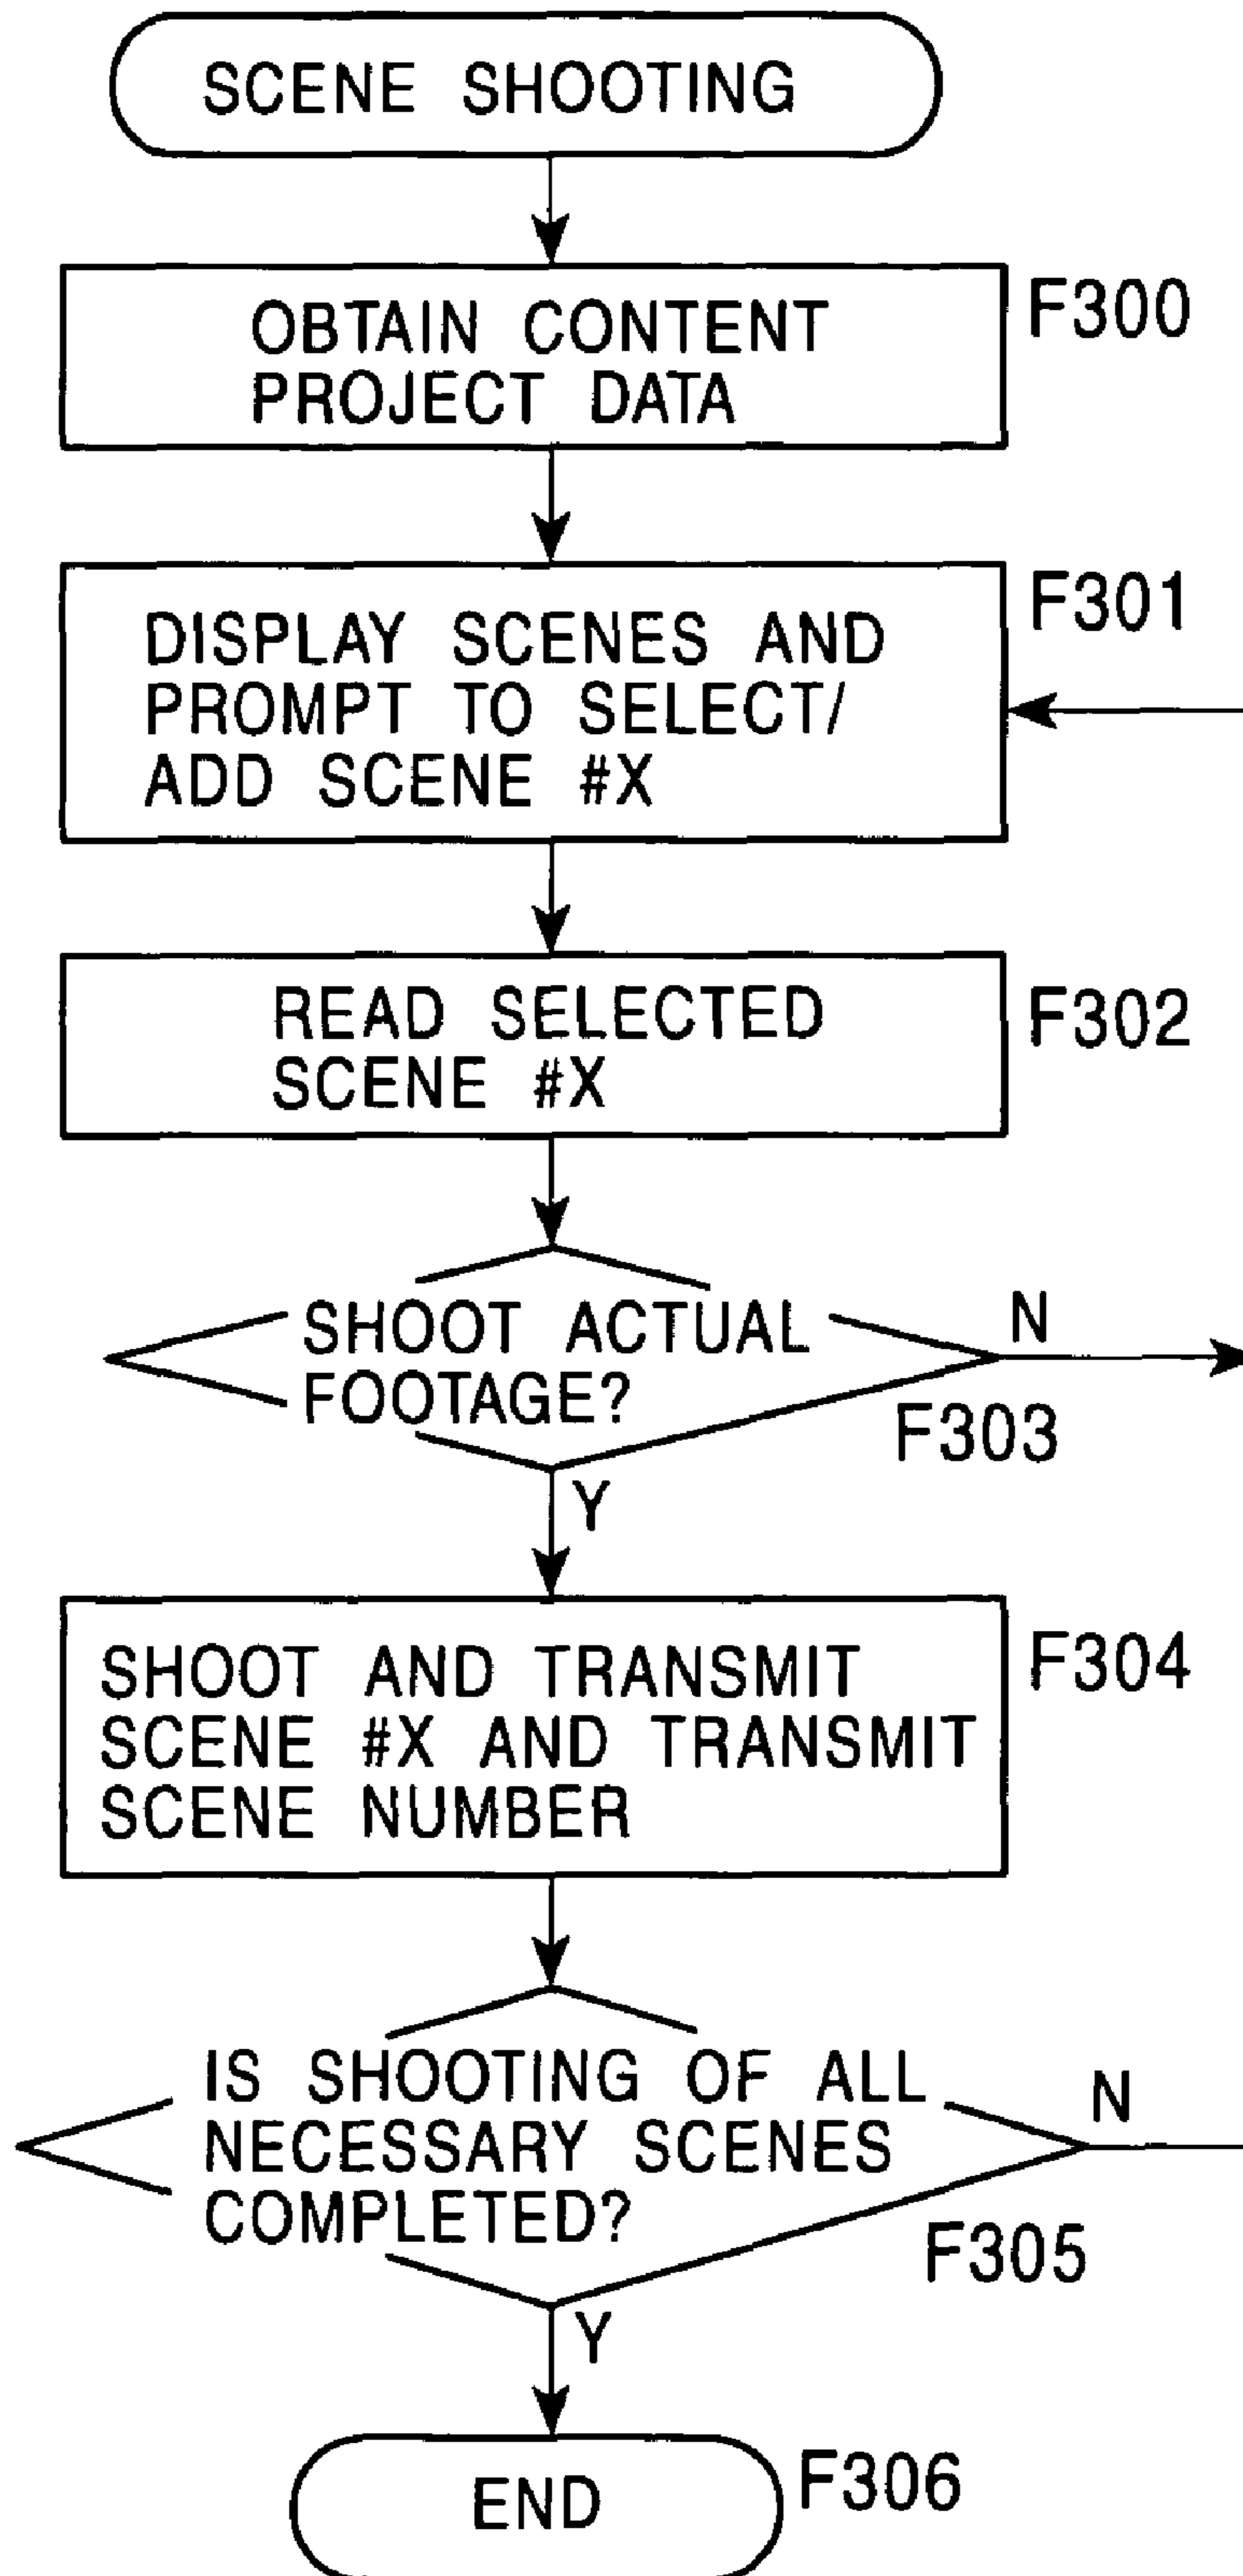 SCENE SHOOTING
F300
OBTAIN CONTENT
PROJECT DATA
F301
DISPLAY SCENES AND
PROMPT TO SELECT/
ADD SCENE #X
F302
READ SELECTED
SCENE #X
SHOOT ACTUAL
FOOTAGE?
N
F303
Y
F304
SHOOT AND TRANSMIT
SCENE #X AND TRANSMIT
SCENE NUMBER
IS SHOOTING OF ALL
NECESSARY SCENES
COMPLETED?
N
F305
Y
END
F306